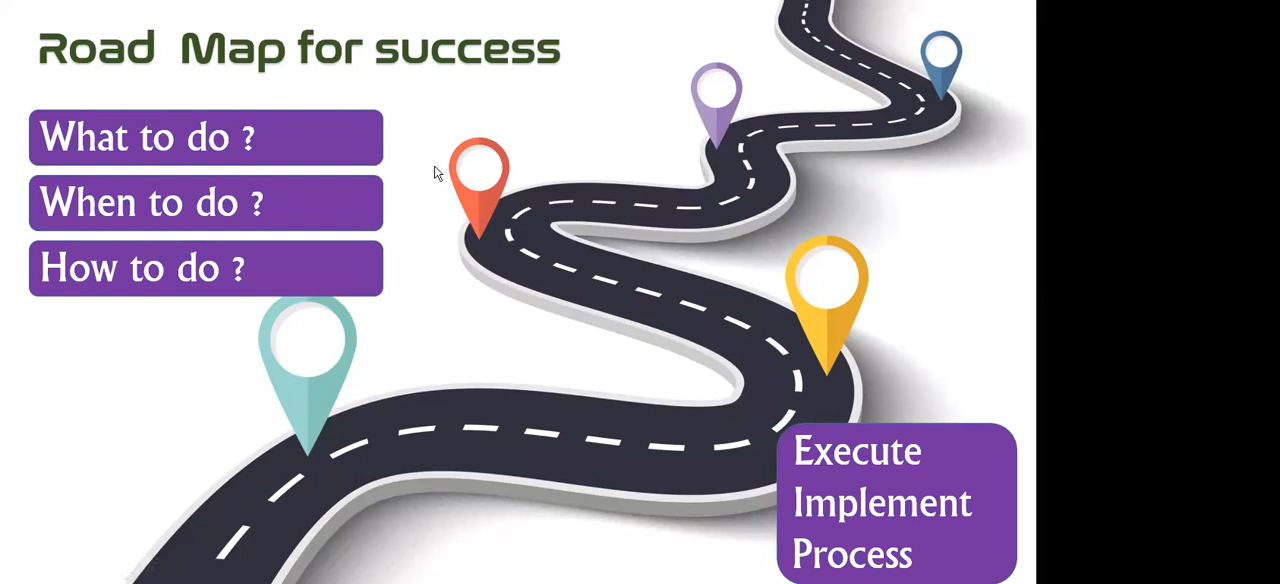 Road Map for success
What to do ?
When to do ?
How to do ?
Execute
Implement
Process